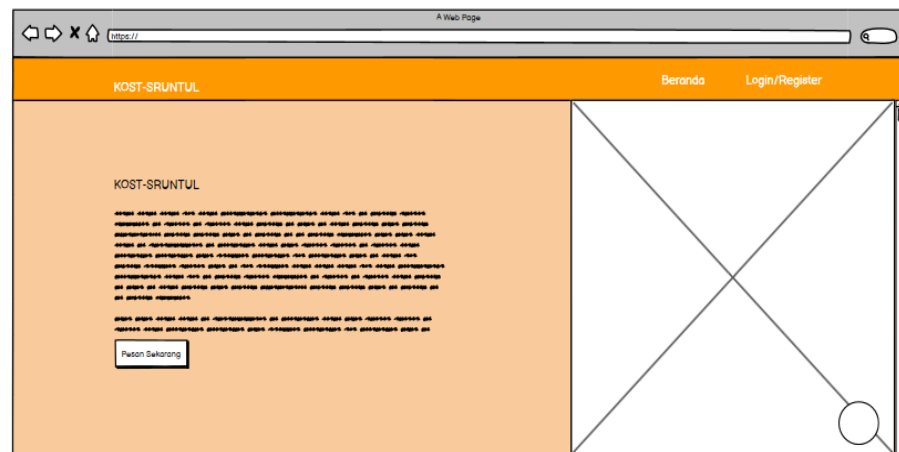 A Web Page
https://
KOST-SRUNTUL
Beranda
Login/Register
KOST-SRUNTUL
Pesan Sekarang